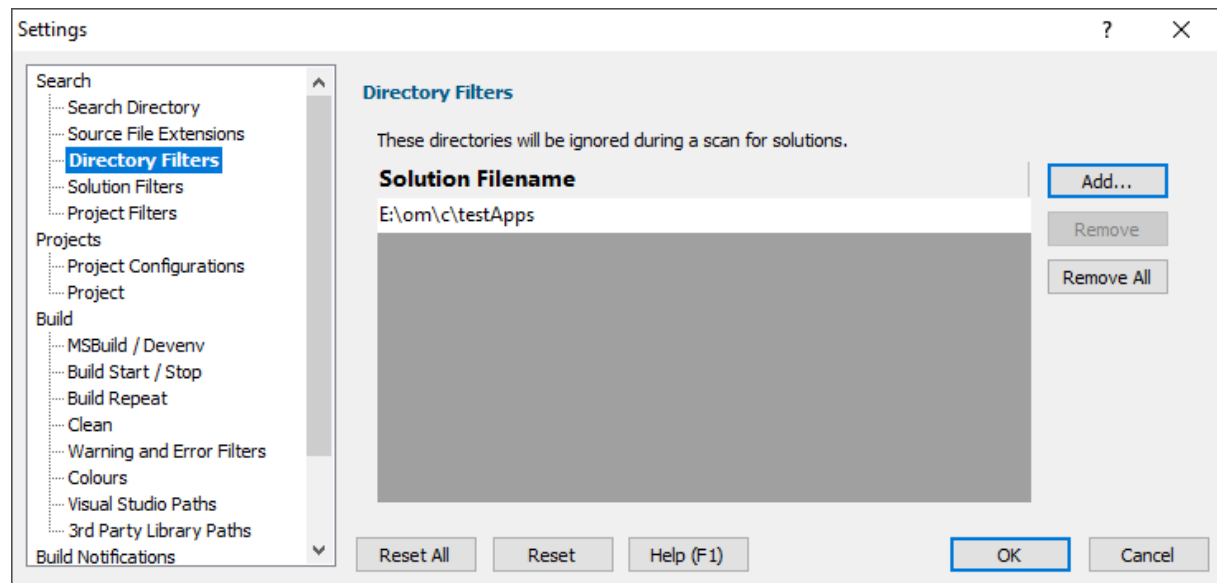 Settings
?
Search
Search Directory
Source File Extensions
Directory Filters
Solution Filters
Project Filters
Projects
Project Configurations
Project
Build
MSBuild / Devenv
Build Start / Stop
Build Repeat
Clean
Warning and Error Filters
Colours
Visual Studio Paths
3rd Party Library Paths
Build Notifications
Directory Filters
These directories will be ignored during a scan for solutions.
Solution Filename
E:\om\c\testApps
Add...
Remove
Remove All
Reset All
Reset
Help (F1)
OK
Cancel